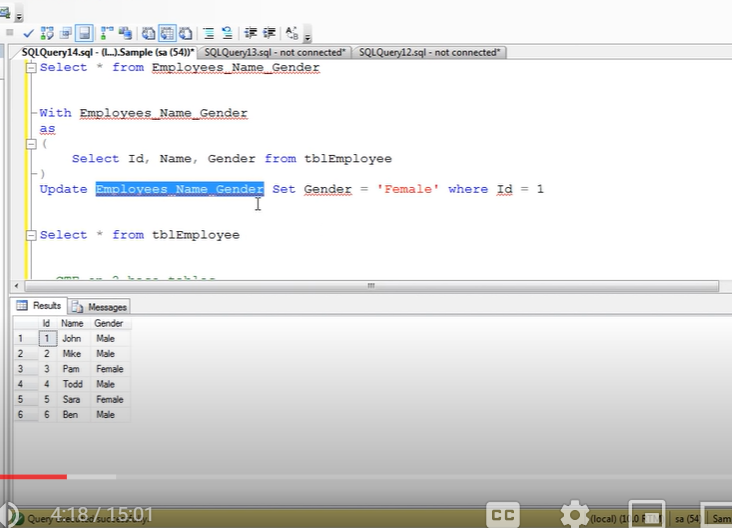 SQLQuery14.sql - (l...).Sample (sa (54))* SQLQuery13.sql - not connected* SQLQuery12.sql - not connected*
Select * from Employees_Name_Gender
With Employees_Name_Gender
as
(
Select Id, Name, Gender from tblEmployee
)
Update Employees_Name_Gender Set Gender = 'Female' where Id = 1
Select * from tblEmployee
Results Messages
Id Name Gender
1 1 John Male
2 2 Mike Male
3 3 Pam Female
4 4 Todd Male
5 5 Sara Female
6 6 Ben Male
4:18 / 15:01 CC
Query executed successfully. (local) (10.0 RTM) sa (54) Sam